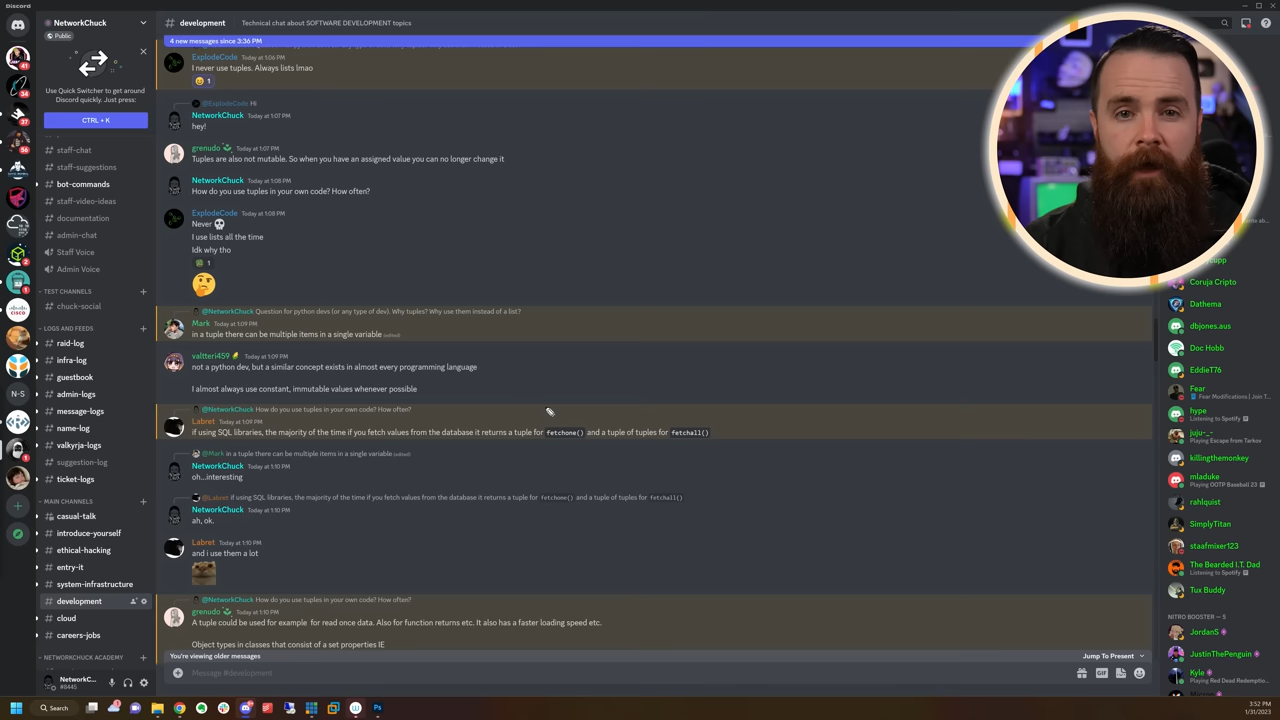 Discord
NetworkChuck
Public
Use Quick Switcher to get around
Discord quickly. Just press:
CTRL + K
staff-chat
staff-suggestions
bot-commands
staff-video-ideas
documentation
admin-chat
Staff Voice
Admin Voice
TEST CHANNELS
chuck-social
LOGS AND FEEDS
raid-log
infra-log
guestbook
admin-logs
message-logs
name-log
valkyrja-logs
suggestion-log
ticket-logs
MAIN CHANNELS
casual-talk
introduce-yourself
ethical-hacking
entry-it
system-infrastructure
development
cloud
careers-jobs
NETWORKCHUCK ACADEMY
NetworkC...
#8445
41
34
37
56
2
2
N-S
development Technical chat about SOFTWARE DEVELOPMENT topics
4 new messages since 3:36 PM
ExplodeCode Today at 1:06 PM
I never use tuples. Always lists lmao
1
@ExplodeCode Hi
NetworkChuck Today at 1:07 PM
hey!
grenudo Today at 1:07 PM
Tuples are also not mutable. So when you have an assigned value you can no longer change it
NetworkChuck Today at 1:08 PM
How do you use tuples in your own code? How often?
ExplodeCode Today at 1:08 PM
Never
I use lists all the time
Idk why tho
1
@NetworkChuck Question for python devs (or any type of dev). Why tuples? Why use them instead of a list?
Mark Today at 1:09 PM
in a tuple there can be multiple items in a single variable (edited)
valtteri459 Today at 1:09 PM
not a python dev, but a similar concept exists in almost every programming language
I almost always use constant, immutable values whenever possible
@NetworkChuck How do you use tuples in your own code? How often?
Labret Today at 1:09 PM
if using SQL libraries, the majority of the time if you fetch values from the database it returns a tuple for fetchone() and a tuple of tuples for fetchall()
@Mark in a tuple there can be multiple items in a single variable (edited)
NetworkChuck Today at 1:10 PM
oh...interesting
@Labret if using SQL libraries, the majority of the time if you fetch values from the database it returns a tuple for fetchone() and a tuple of tuples for fetchall()
NetworkChuck Today at 1:10 PM
ah, ok.
Labret Today at 1:10 PM
and i use them a lot
@NetworkChuck How do you use tuples in your own code? How often?
grenudo Today at 1:10 PM
A tuple could be used for example for read once data. Also for function returns etc. It also has a faster loading speed etc.
Object types in classes that consist of a set properties IE
You're viewing older messages
Jump To Present
Message #development
GIF
Coruja Cripto
Dathema
dbjones.aus
Doc Hobb
EddieT76
Fear
Fear Modifications | Join T...
hype
Listening to Spotify
juju-_-
Playing Escape from Tarkov
killingthemonkey
mladuke
Playing OOTP Baseball 23
rahlquist
SimplyTitan
staafmixer123
The Bearded I.T. Dad
Listening to Spotify
Tux Buddy
NITRO BOOSTER — 5
JordanS
JustinThePenguin
Kyle
Playing Red Dead Redemptio...
Search
3:52 PM
1/31/2023